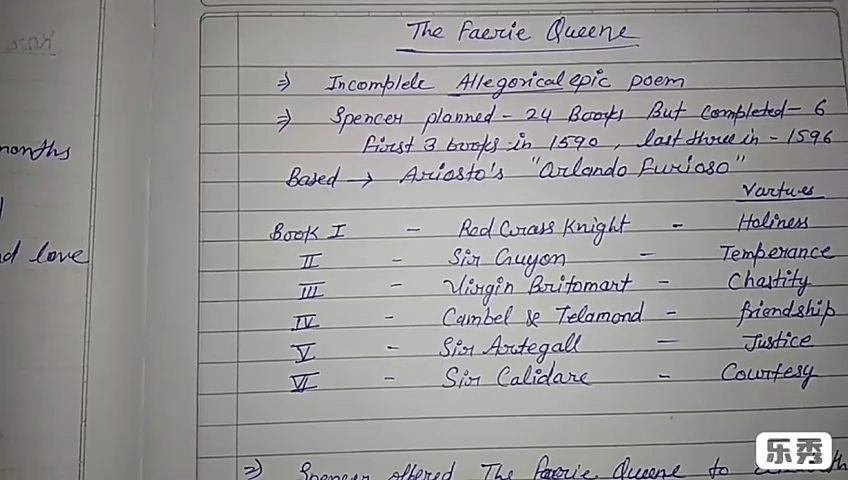 The Faerie Queene
⇒ Incomplete Allegorical epic poem
⇒ Spencer planned - 24 Books But Completed - 6
first 3 books in 1590, last three in - 1596
Based → Ariosto's "Orlando Furioso"
Vartues
Book I - Red Cross Knight - Holiness
II - Sir Guyon - Temperance
III - Virgin Britomart - Chastity
IV - Cambel & Telamond - friendship
V - Sir Artegall - Justice
VI - Sir Calidare - Courtesy
⇒ Spencer offered The Faerie Queene to
months
d love
乐秀